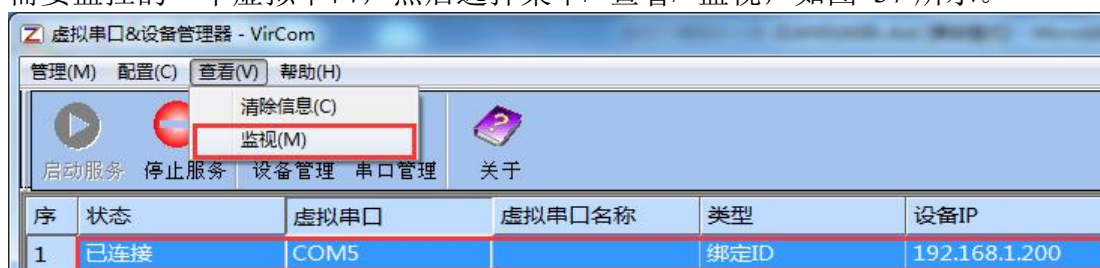 虚拟串口&设备管理器 - VirCom
管理(M) 配置(C) 查看(V) 帮助(H)
清除信息(C)
监视(M)
启动服务 停止服务 设备管理 串口管理 关于
序 状态 虚拟串口 虚拟串口名称 类型 设备IP
1 已连接 COM5 绑定ID 192.168.1.200